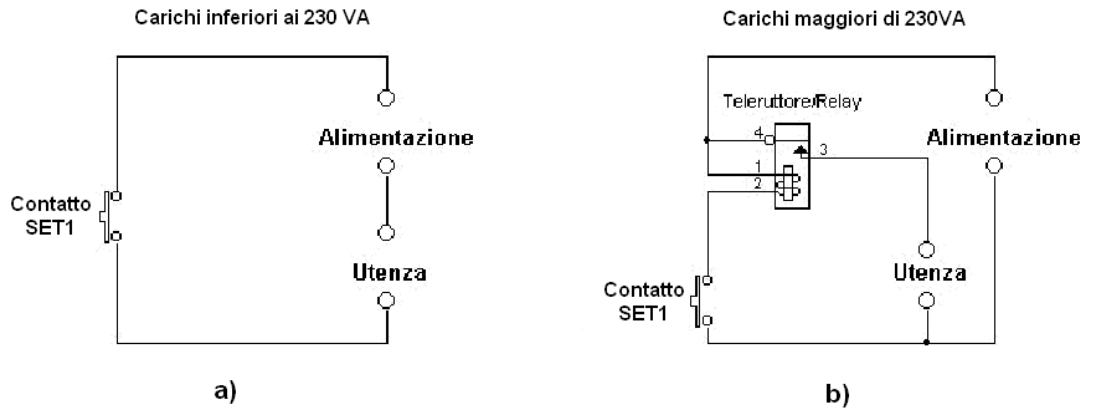 Carichi inferiori ai 230 VA
Alimentazione
Contatto
SET1
Utenza
a)
Carichi maggiori di 230VA
Teleruttore/Relay
4
3
1
2
Alimentazione
Utenza
Contatto
SET1
b)